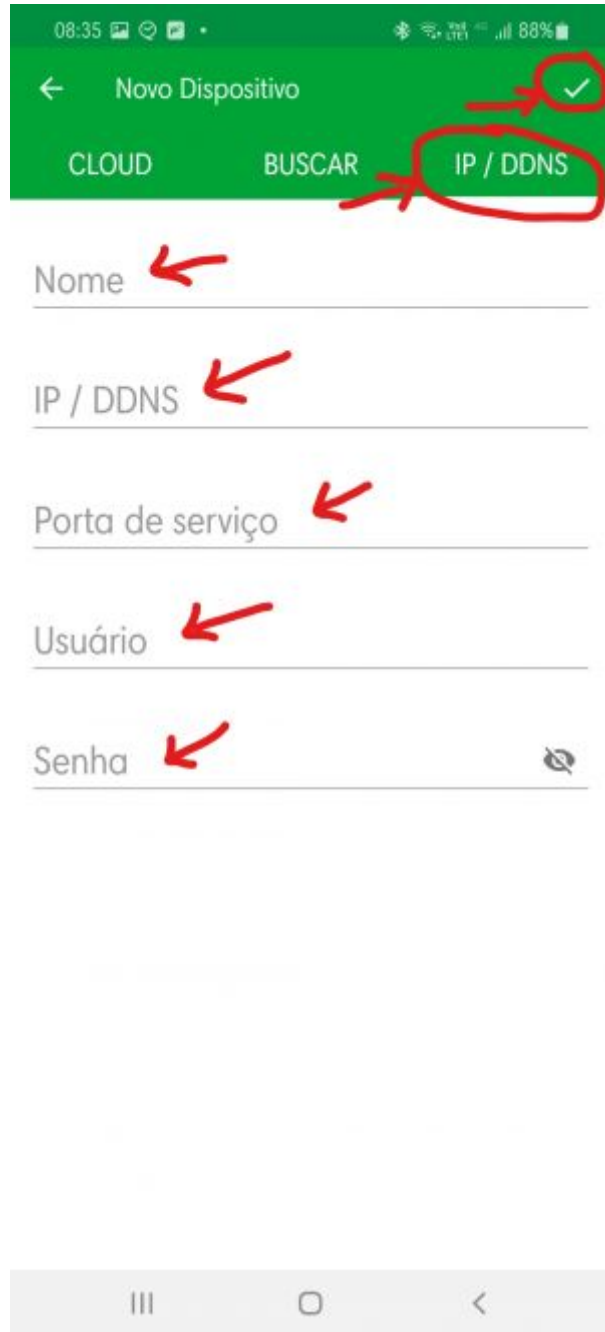 08:35 88%
Novo Dispositivo
CLOUD BUSCAR IP / DDNS
Nome
IP / DDNS
Porta de serviço
Usuário
Senha